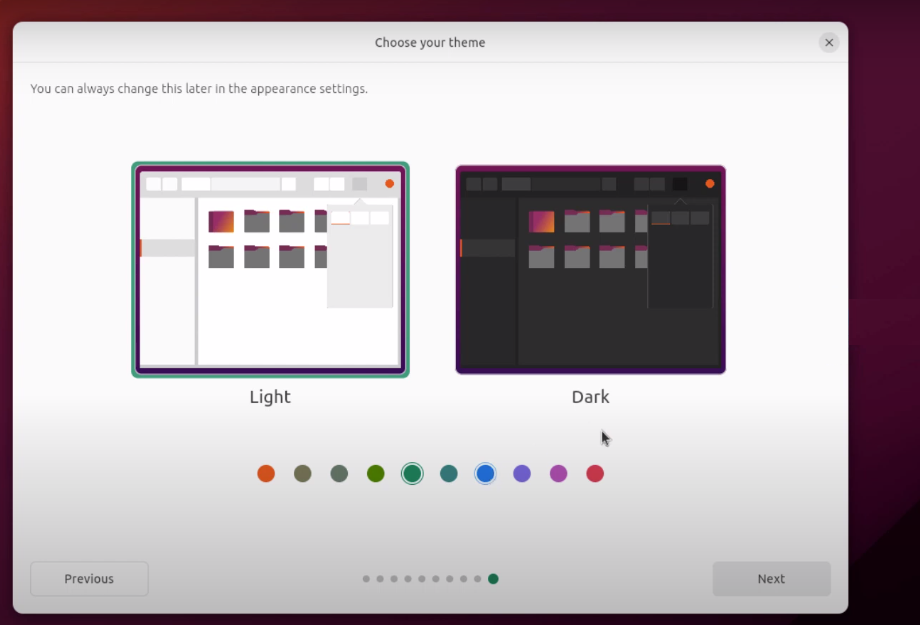 Choose your theme
You can always change this later in the appearance settings.
Light
Dark
Previous
Next